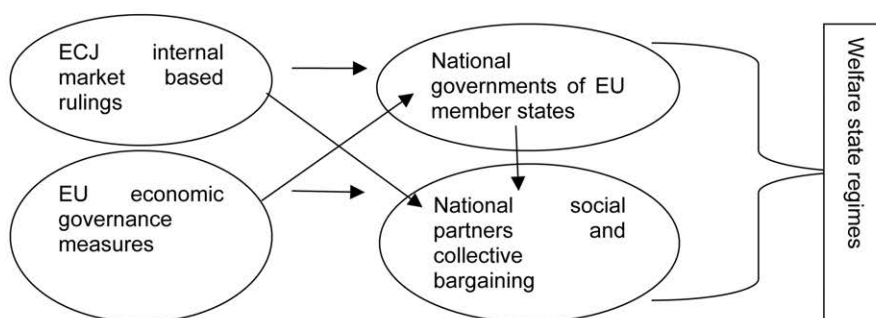 ECJ internal
market based
rulings
National
governments of EU
member states
EU economic
governance
measures
National social
partners and
collective
bargaining
Welfare state regimes